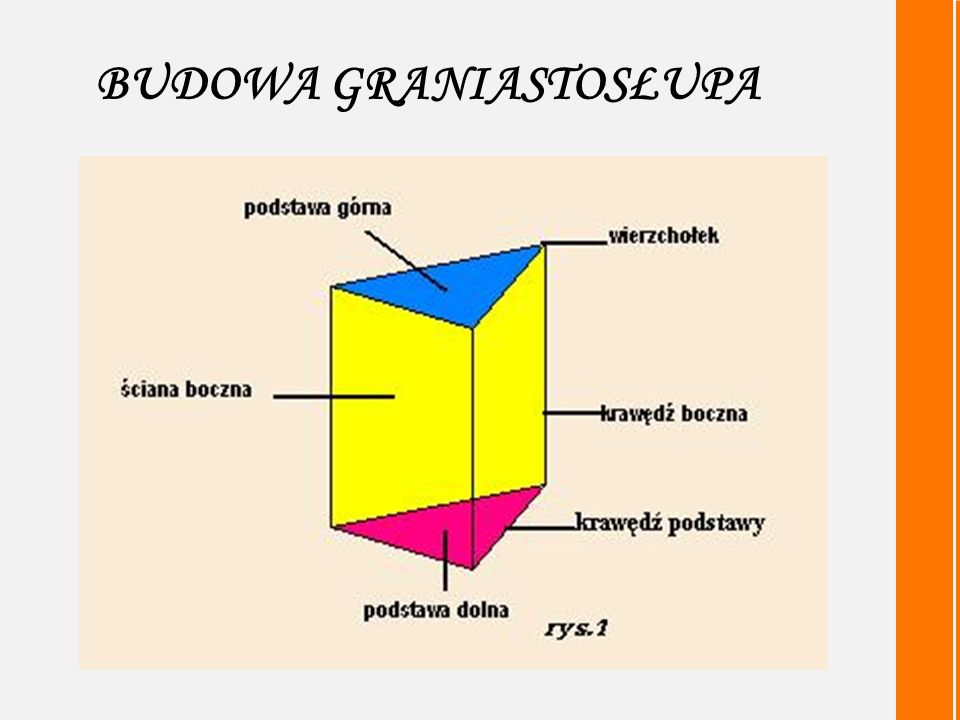 BUDOWA GRANIASTOSŁUPA
podstawa górna
wierzchołek
ściana boczna
krawędź boczna
krawędź podstawy
podstawa dolna
rys.1